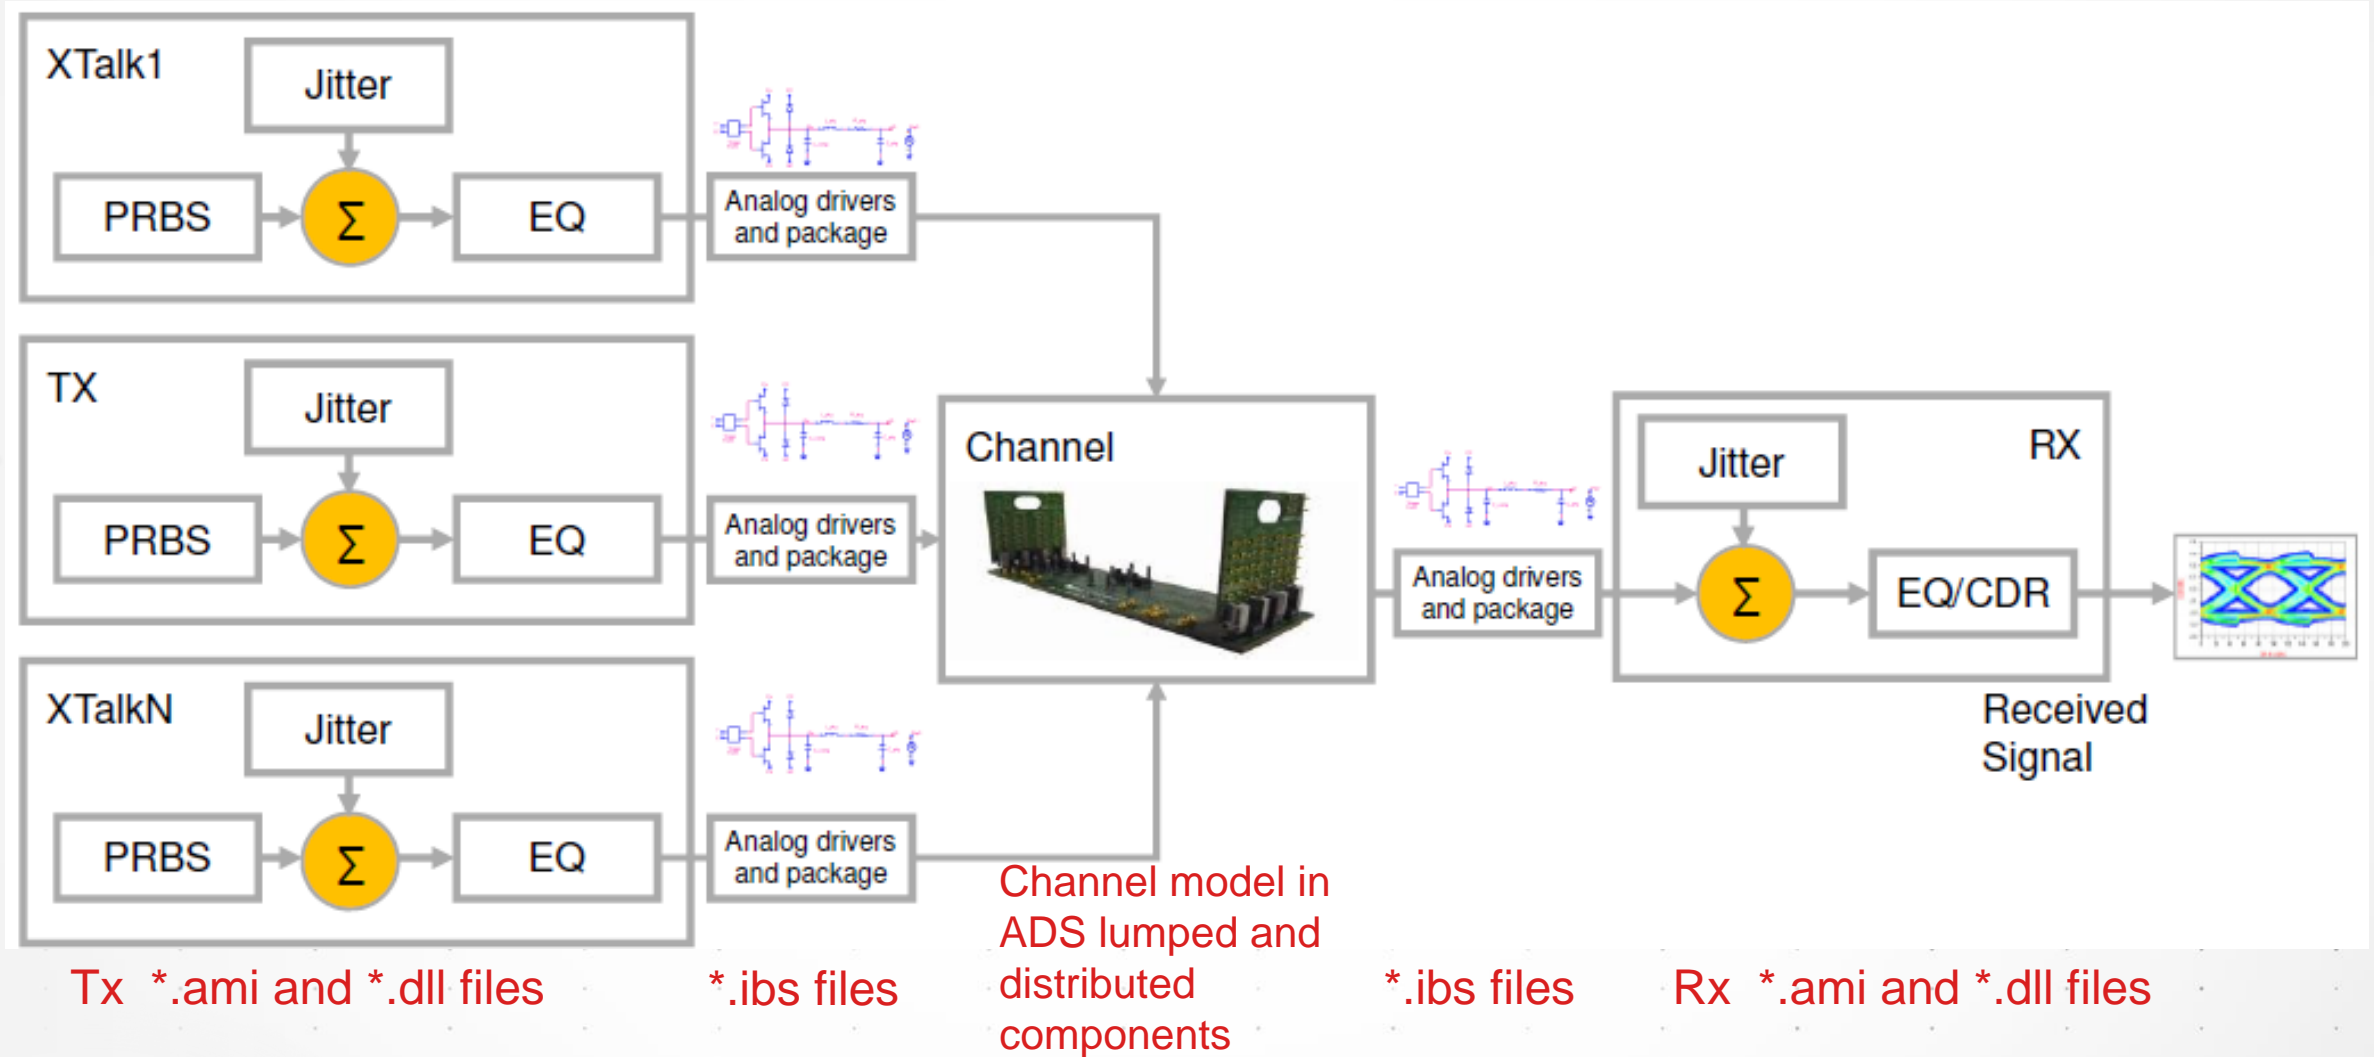 XTalk1
Jitter
PRBS
Σ
EQ
Analog drivers
and package
TX
Jitter
PRBS
Σ
EQ
Analog drivers
and package
Channel
Analog drivers
and package
Jitter
RX
Σ
EQ/CDR
Received
Signal
XTalkN
Jitter
PRBS
Σ
EQ
Analog drivers
and package
Channel model in
ADS lumped and
distributed
components
Tx *.ami and *.dll files
*.ibs files
*.ibs files
Rx *.ami and *.dll files